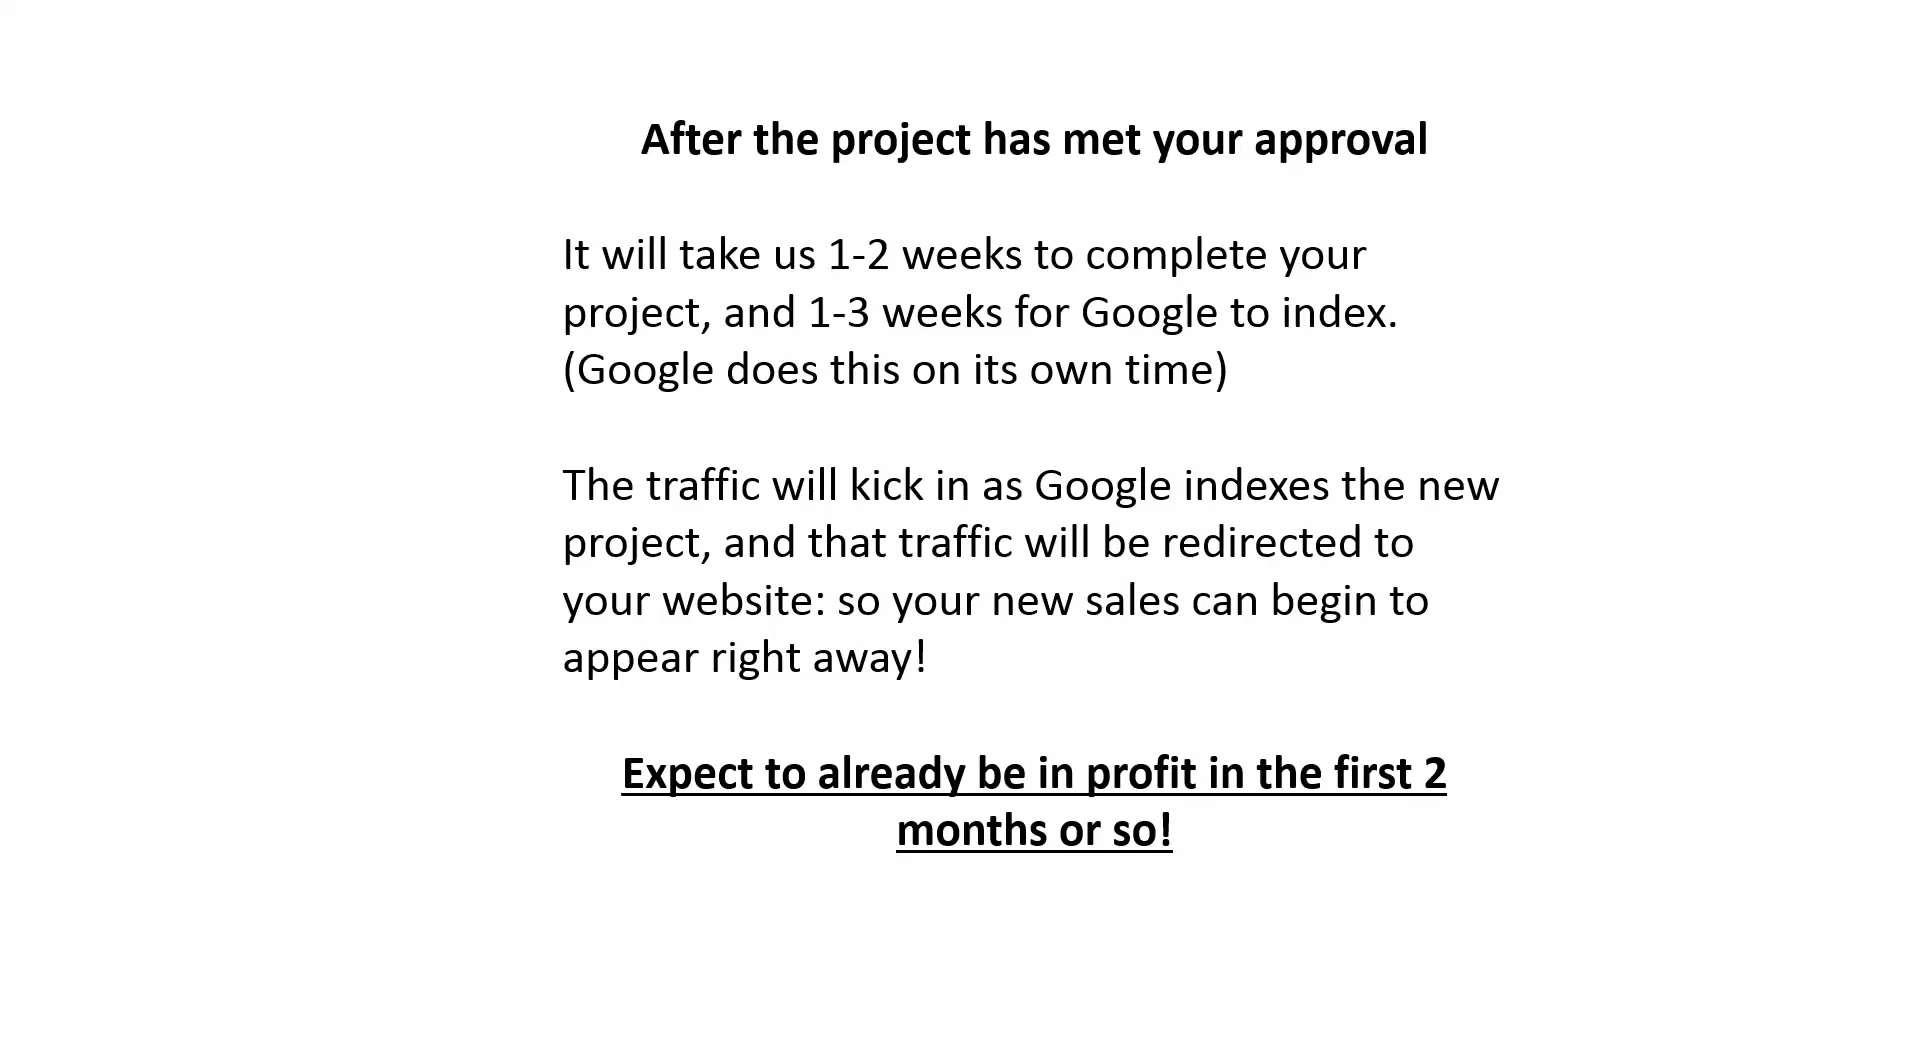 After the project has met your approval
It will take us 1-2 weeks to complete your
project, and 1-3 weeks for Google to index.
(Google does this on its own time)
The traffic will kick in as Google indexes the new
project, and that traffic will be redirected to
your website: so your new sales can begin to
appear right away!
Expect to already be in profit in the first 2
months or so!